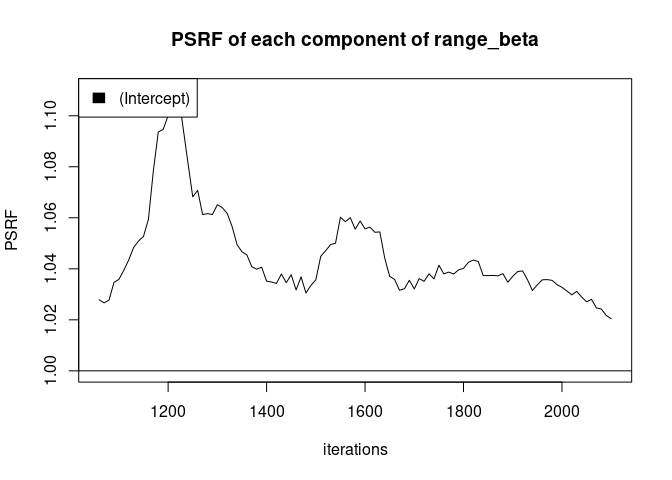 PSRF of each component of range_beta
(Intercept)
PSRF
1.10
1.08
1.06
1.04
1.02
1.00
1200 1400 1600 1800 2000
iterations